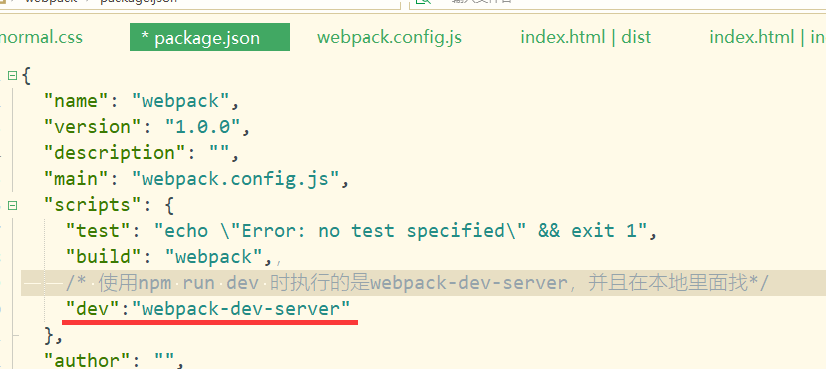 webpack packagejson
normal.css * package.json webpack.config.js index.html | dist index.html | in
{
"name": "webpack",
"version": "1.0.0",
"description": "",
"main": "webpack.config.js",
"scripts": {
"test": "echo \"Error: no test specified\" && exit 1",
"build": "webpack",,
/* 使用npm run dev 时执行的是webpack-dev-server，并且在本地里面找*/
"dev":"webpack-dev-server"
},
"author": "",